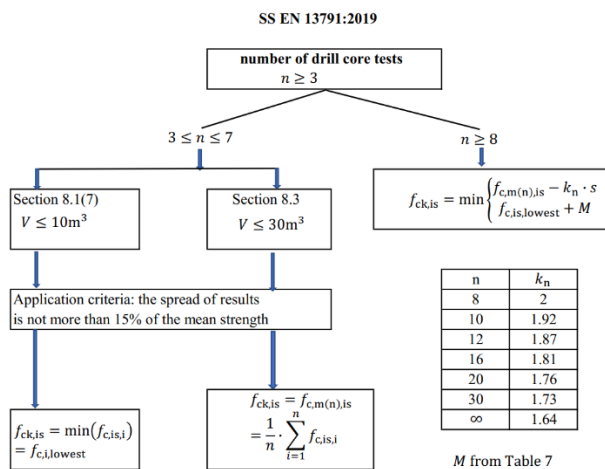 SS EN 13791:2019
number of drill core tests
n ≥ 3
3 ≤ n ≤ 7
n ≥ 8
Section 8.1(7)
V ≤ 10m³
Section 8.3
V ≤ 30m³
f_ck,is = min{f_c,m(n),is − k_n · s
f_c,is,lowest + M
Application criteria: the spread of results
is not more than 15% of the mean strength
n k_n
8 2
10 1.92
12 1.87
16 1.81
20 1.76
30 1.73
∞ 1.64
f_ck,is = min(f_c,is,i)
= f_c,i,lowest
f_ck,is = f_c,m(n),is
= 1/n · ∑_{i=1}^{n} f_c,is,i
M from Table 7